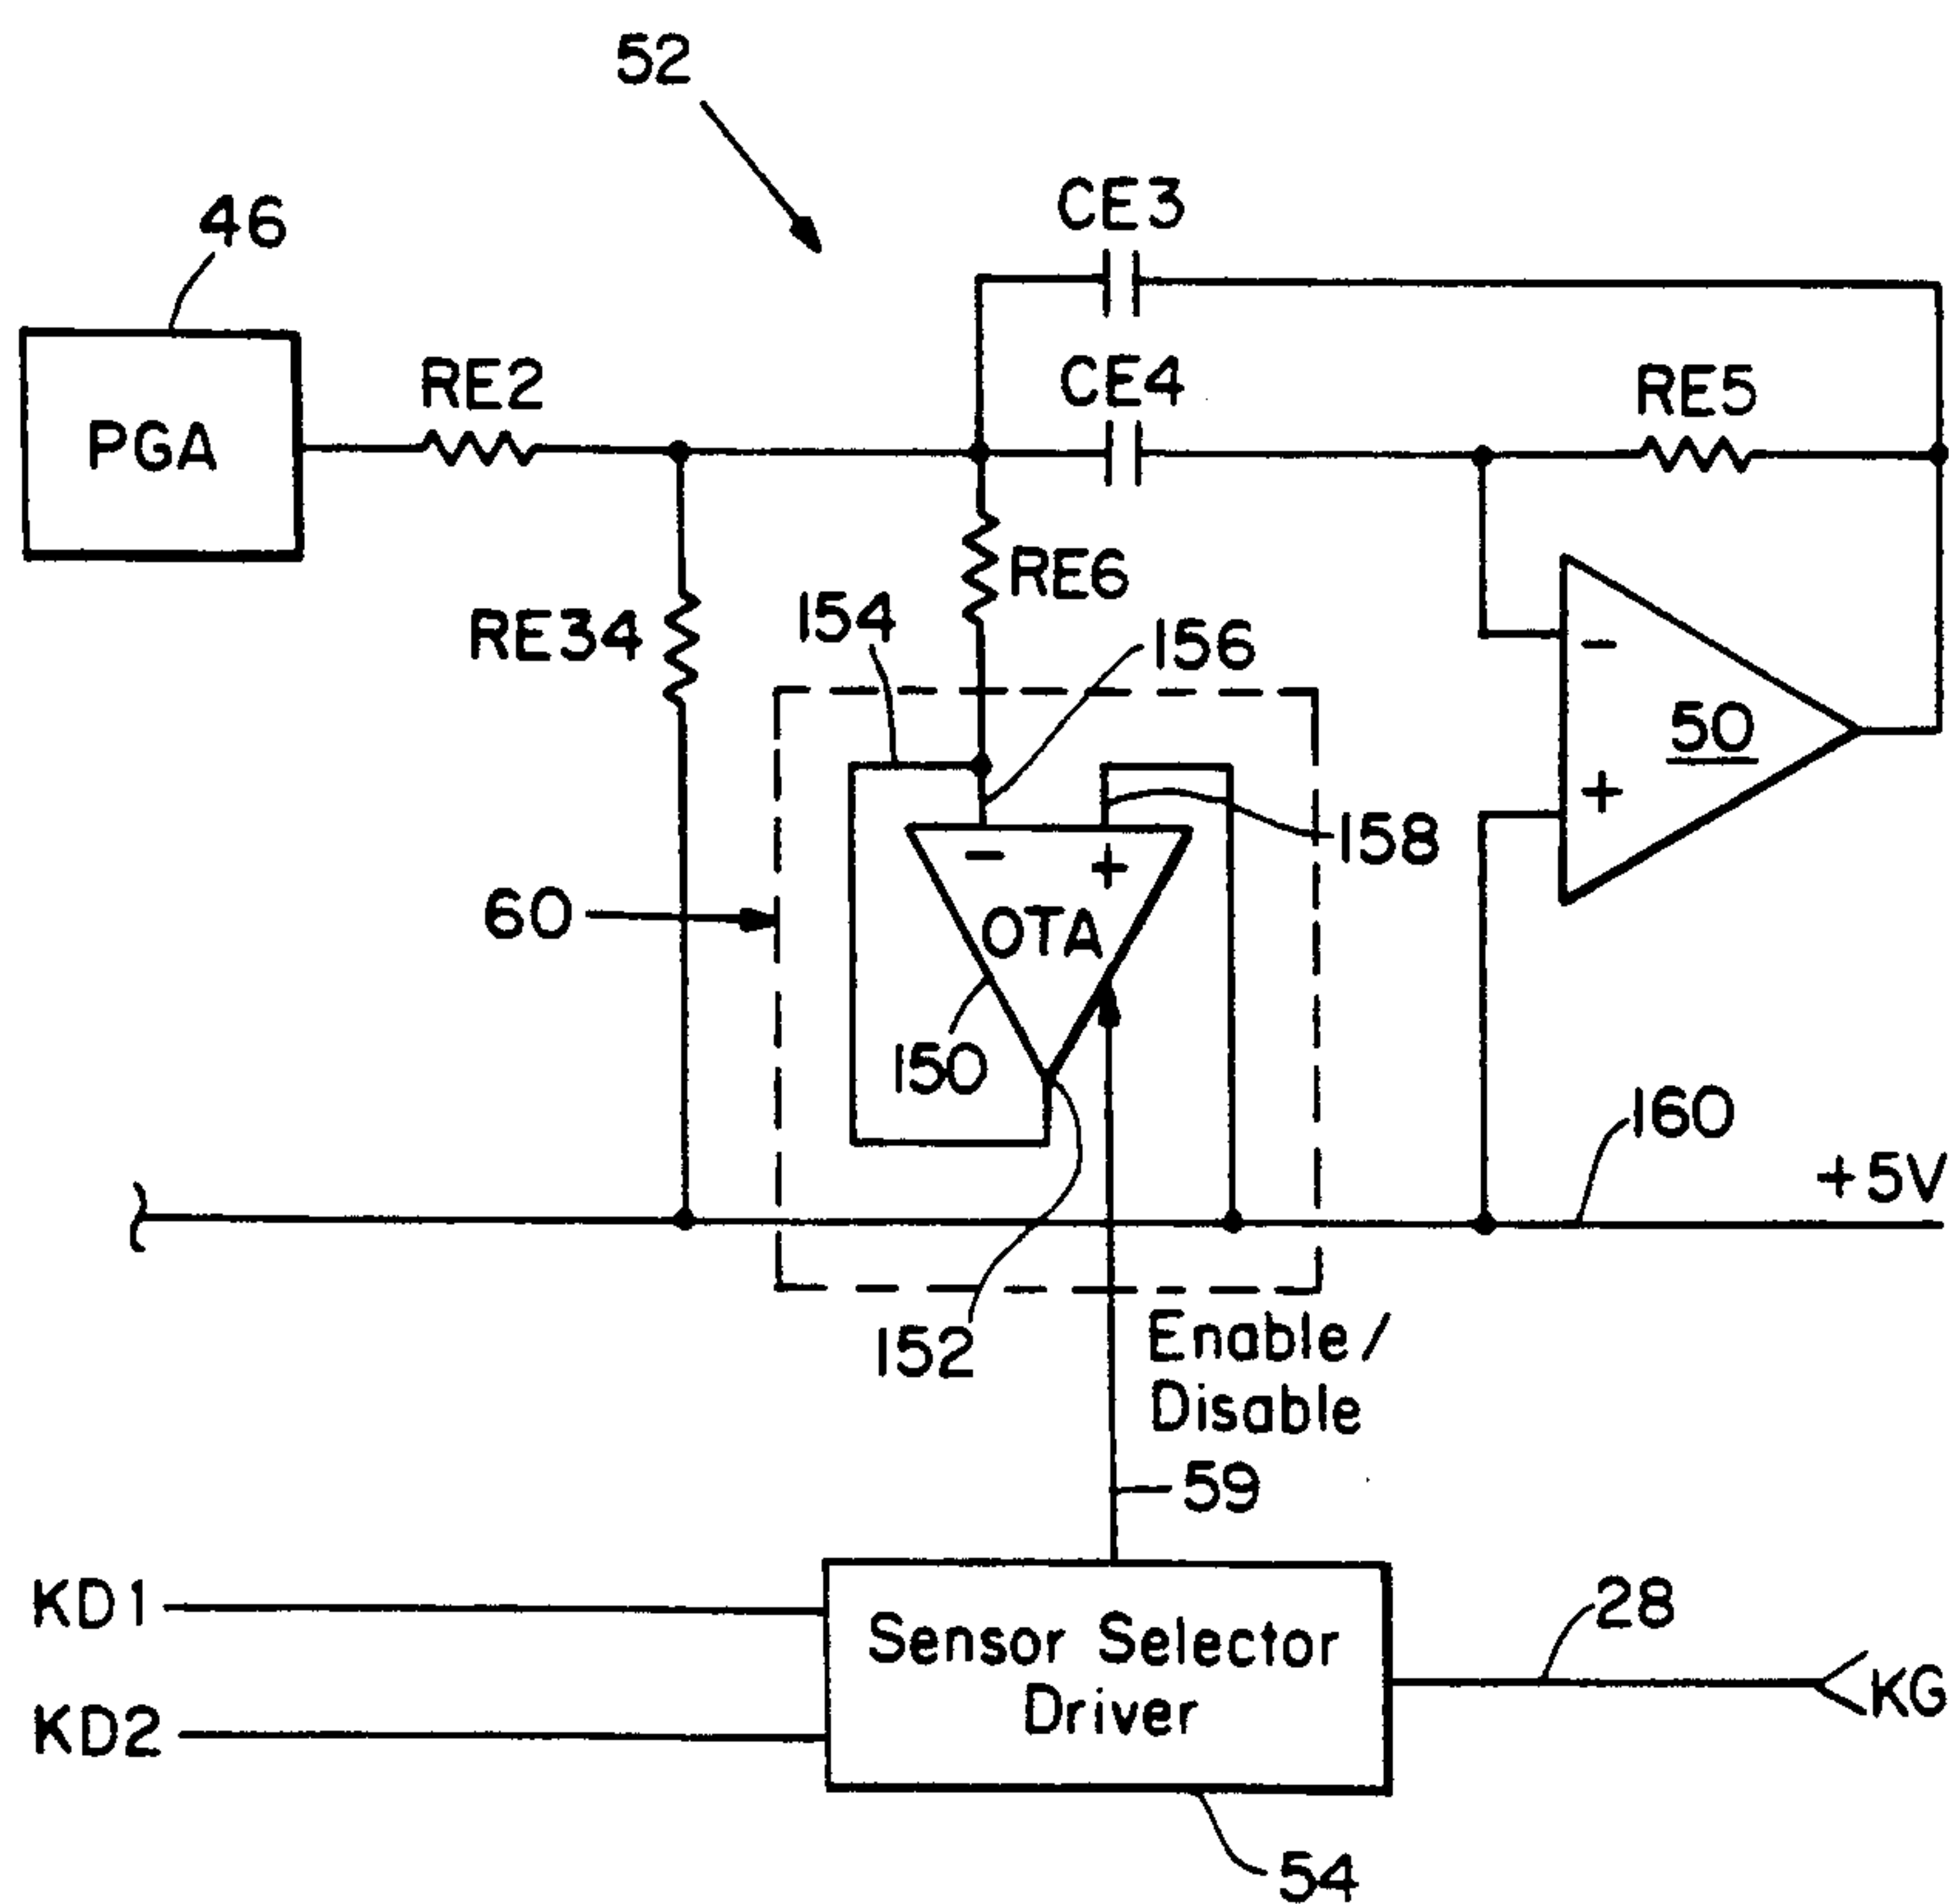 52
CE3
46
CE4
RE2
RE5
PGA
RE6
RE34
154
156
-
50
+
158
- +
60
OTA
150
160
+5V
152
Enable/
Disable
59
KD1
28
Sensor Selector
Driver
KG
KD2
54